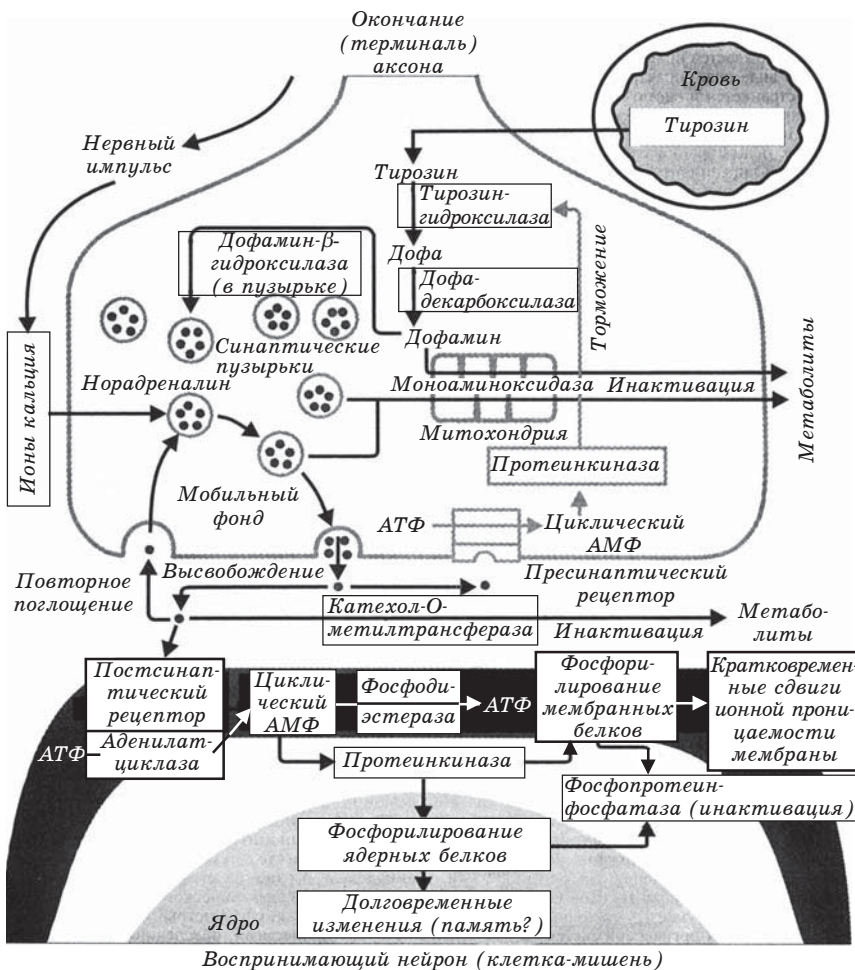 Окончание
(терминаль)
аксона
Кровь
Тирозин
Нервный
импульс
Тирозин
Тирозин-
гидроксилаза
Дофамин-β-
гидроксилаза
(в пузырьке)
Дофа
Дофа-
декарбоксилаза
Торможение
Дофамин
Синаптические
пузырьки
Норадреналин
Моноаминоксидаза
Инактивация
Метаболиты
Ионы кальция
Митохондрия
Протеинкиназа
Мобильный
фонд
АТФ
Циклический
АМФ
Высвобождение
Пресинаптический
рецептор
Повторное
поглощение
Катехол-О-
метилтрансфераза
Инактивация
Метабо-
литы
Постсинап-
тический
рецептор
Аденилат-
циклаза
АТФ
Цикли-
ческий
АМФ
Фосфоди-
эстераза
АТФ
Фосфори-
лирование
мембранных
белков
Кратковремен-
ные сдвиги
ионной прони-
цаемости
мембраны
Протеинкиназа
Фосфопротеин-
фосфатаза (инактивация)
Фосфорилирование
ядерных белков
Долговременные
изменения (память?)
Ядро
Воспринимающий нейрон (клетка-мишень)